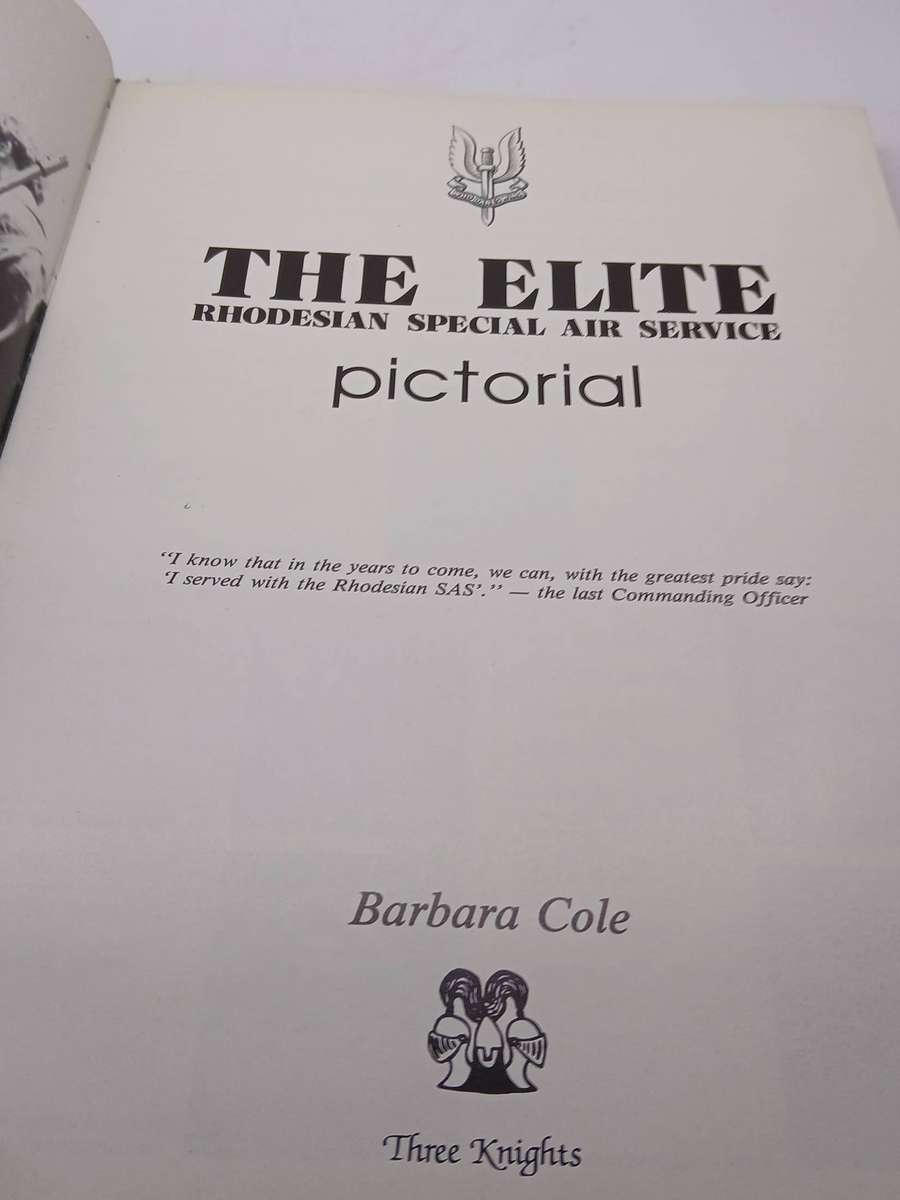 THE ELITE
RHODESIAN SPECIAL AIR SERVICE
pictorial
“I know that in the years to come, we can, with the greatest pride say:
‘I served with the Rhodesian SAS’.” — the last Commanding Officer
Barbara Cole
Three Knights